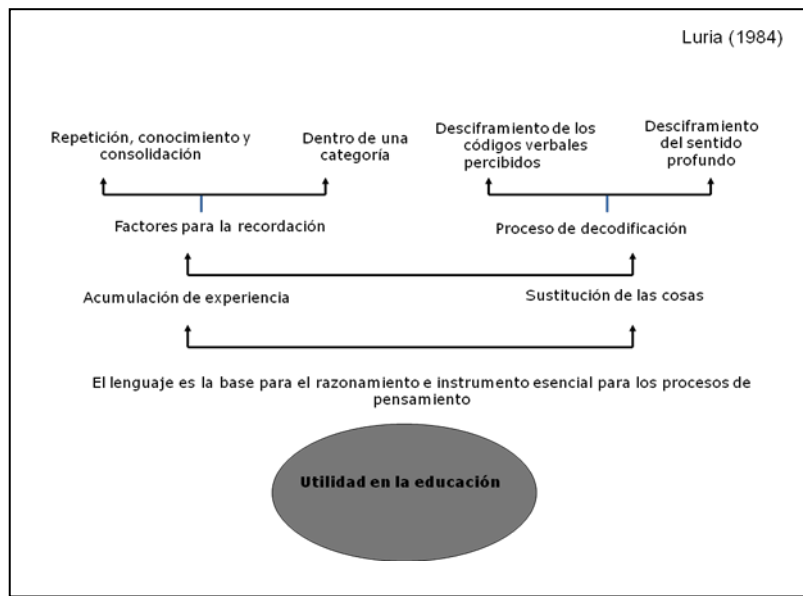 Luria (1984)
Repetición, conocimiento y
consolidación
Dentro de una
categoría
Desciframiento de los
códigos verbales
percibidos
Desciframiento
del sentido
profundo
Factores para la recordación
Proceso de decodificación
Acumulación de experiencia
Sustitución de las cosas
El lenguaje es la base para el razonamiento e instrumento esencial para los procesos de
pensamiento
Utilidad en la educación